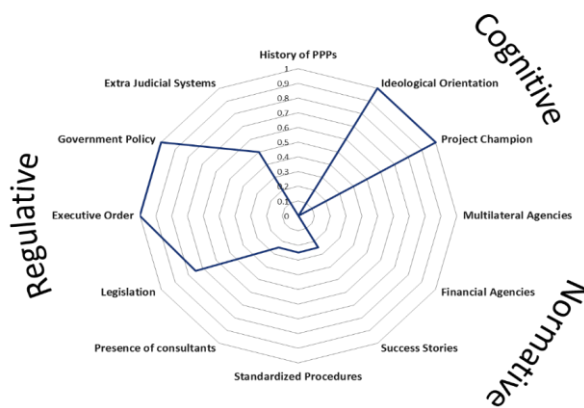 History of PPPs
Ideological Orientation
Project Champion
Multilateral Agencies
Financial Agencies
Success Stories
Standardized Procedures
Presence of consultants
Legislation
Executive Order
Government Policy
Extra Judicial Systems
1
0,9
0,8
0,7
0,6
0,5
0,4
0,3
0,2
0,1
0
Cognitive
Normative
Regulative